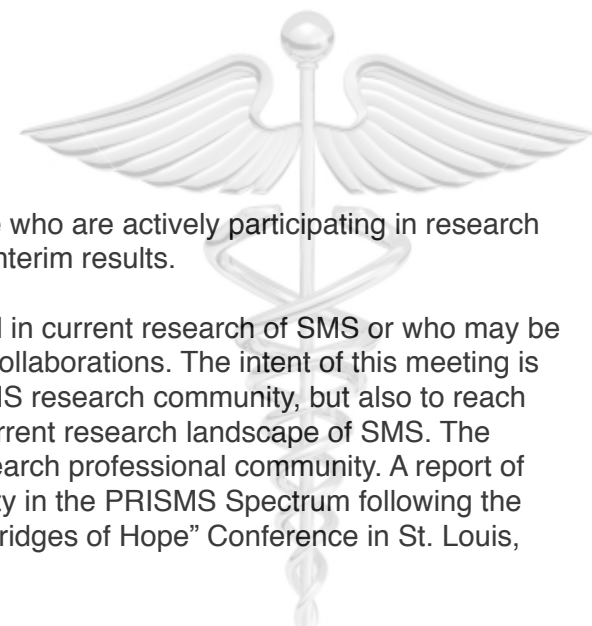 who are actively participating in research
nterim results.
in current research of SMS or who may be
ollaborations. The intent of this meeting is
S research community, but also to reach
rrent research landscape of SMS. The
earch professional community. A report of
ty in the PRISMS Spectrum following the
ridges of Hope” Conference in St. Louis,